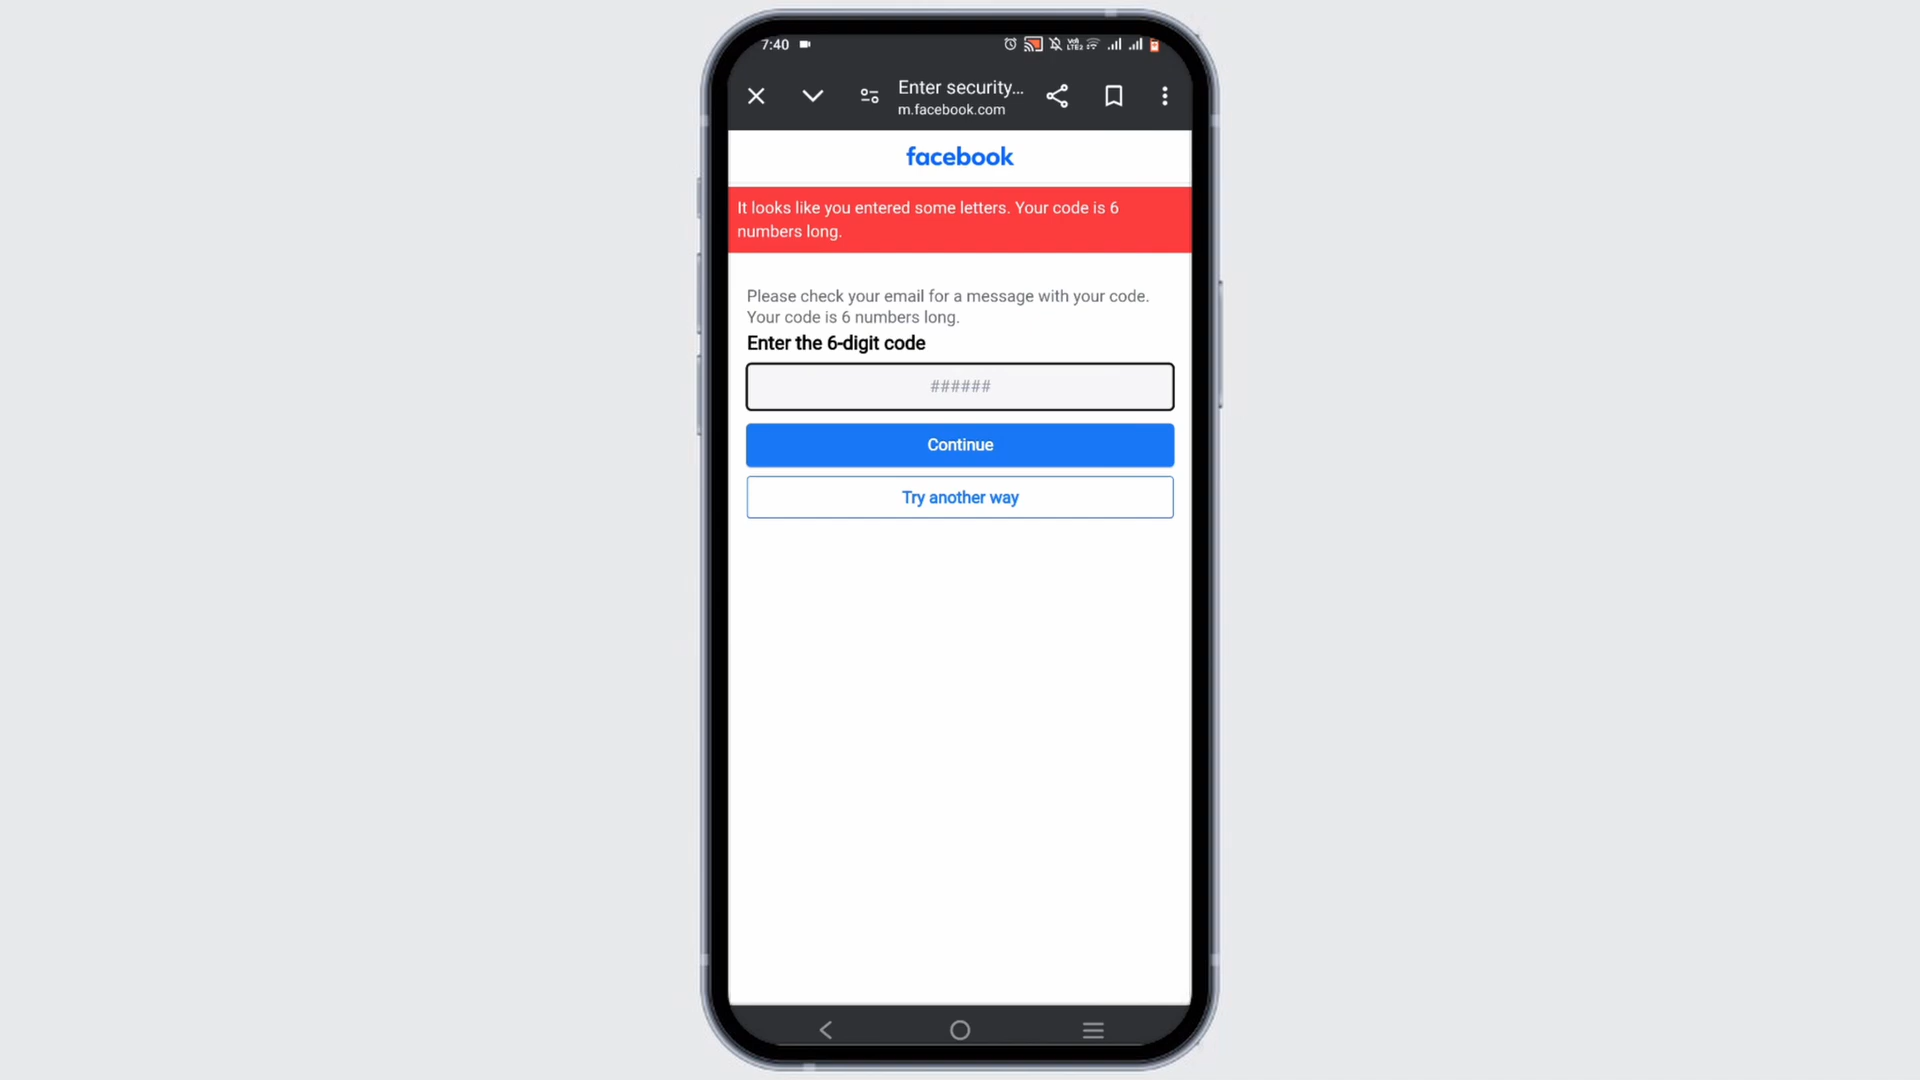 7:40
Enter security...
m.facebook.com
facebook
It looks like you entered some letters. Your code is 6
numbers long.
Please check your email for a message with your code.
Your code is 6 numbers long.
Enter the 6-digit code
######
Continue
Try another way